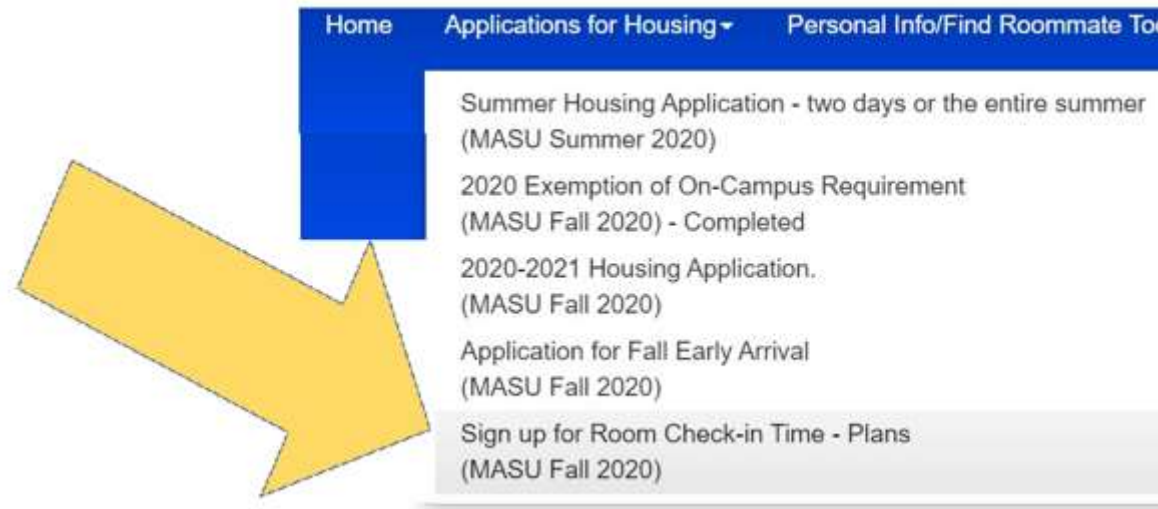 Home Applications for Housing Personal Info/Find Roommate
Summer Housing Application - two days or the entire summer
(MASU Summer 2020)
2020 Exemption of On-Campus Requirement
(MASU Fall 2020) - Completed
2020-2021 Housing Application.
(MASU Fall 2020)
Application for Fall Early Arrival
(MASU Fall 2020)
Sign up for Room Check-in Time - Plans
(MASU Fall 2020)